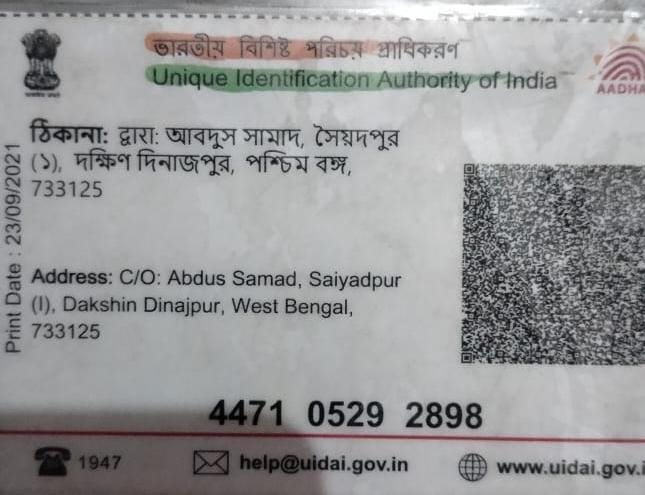 ভারতীয় বিশিষ্ট পরিচয় প্রাধিকরণ
Unique Identification Authority of India
AADHA
ঠিকানা: द्वारा: আবদুস সামাদ, সৈয়দপুর
(১), দক্ষিণ দিনাজপুর, পশ্চিম বঙ্গ,
733125
Print Date : 23/09/2021
Address: C/O: Abdus Samad, Saiyadpur
(I), Dakshin Dinajpur, West Bengal,
733125
4471 0529 2898
1947
help@uidai.gov.in
www.uidai.gov.i